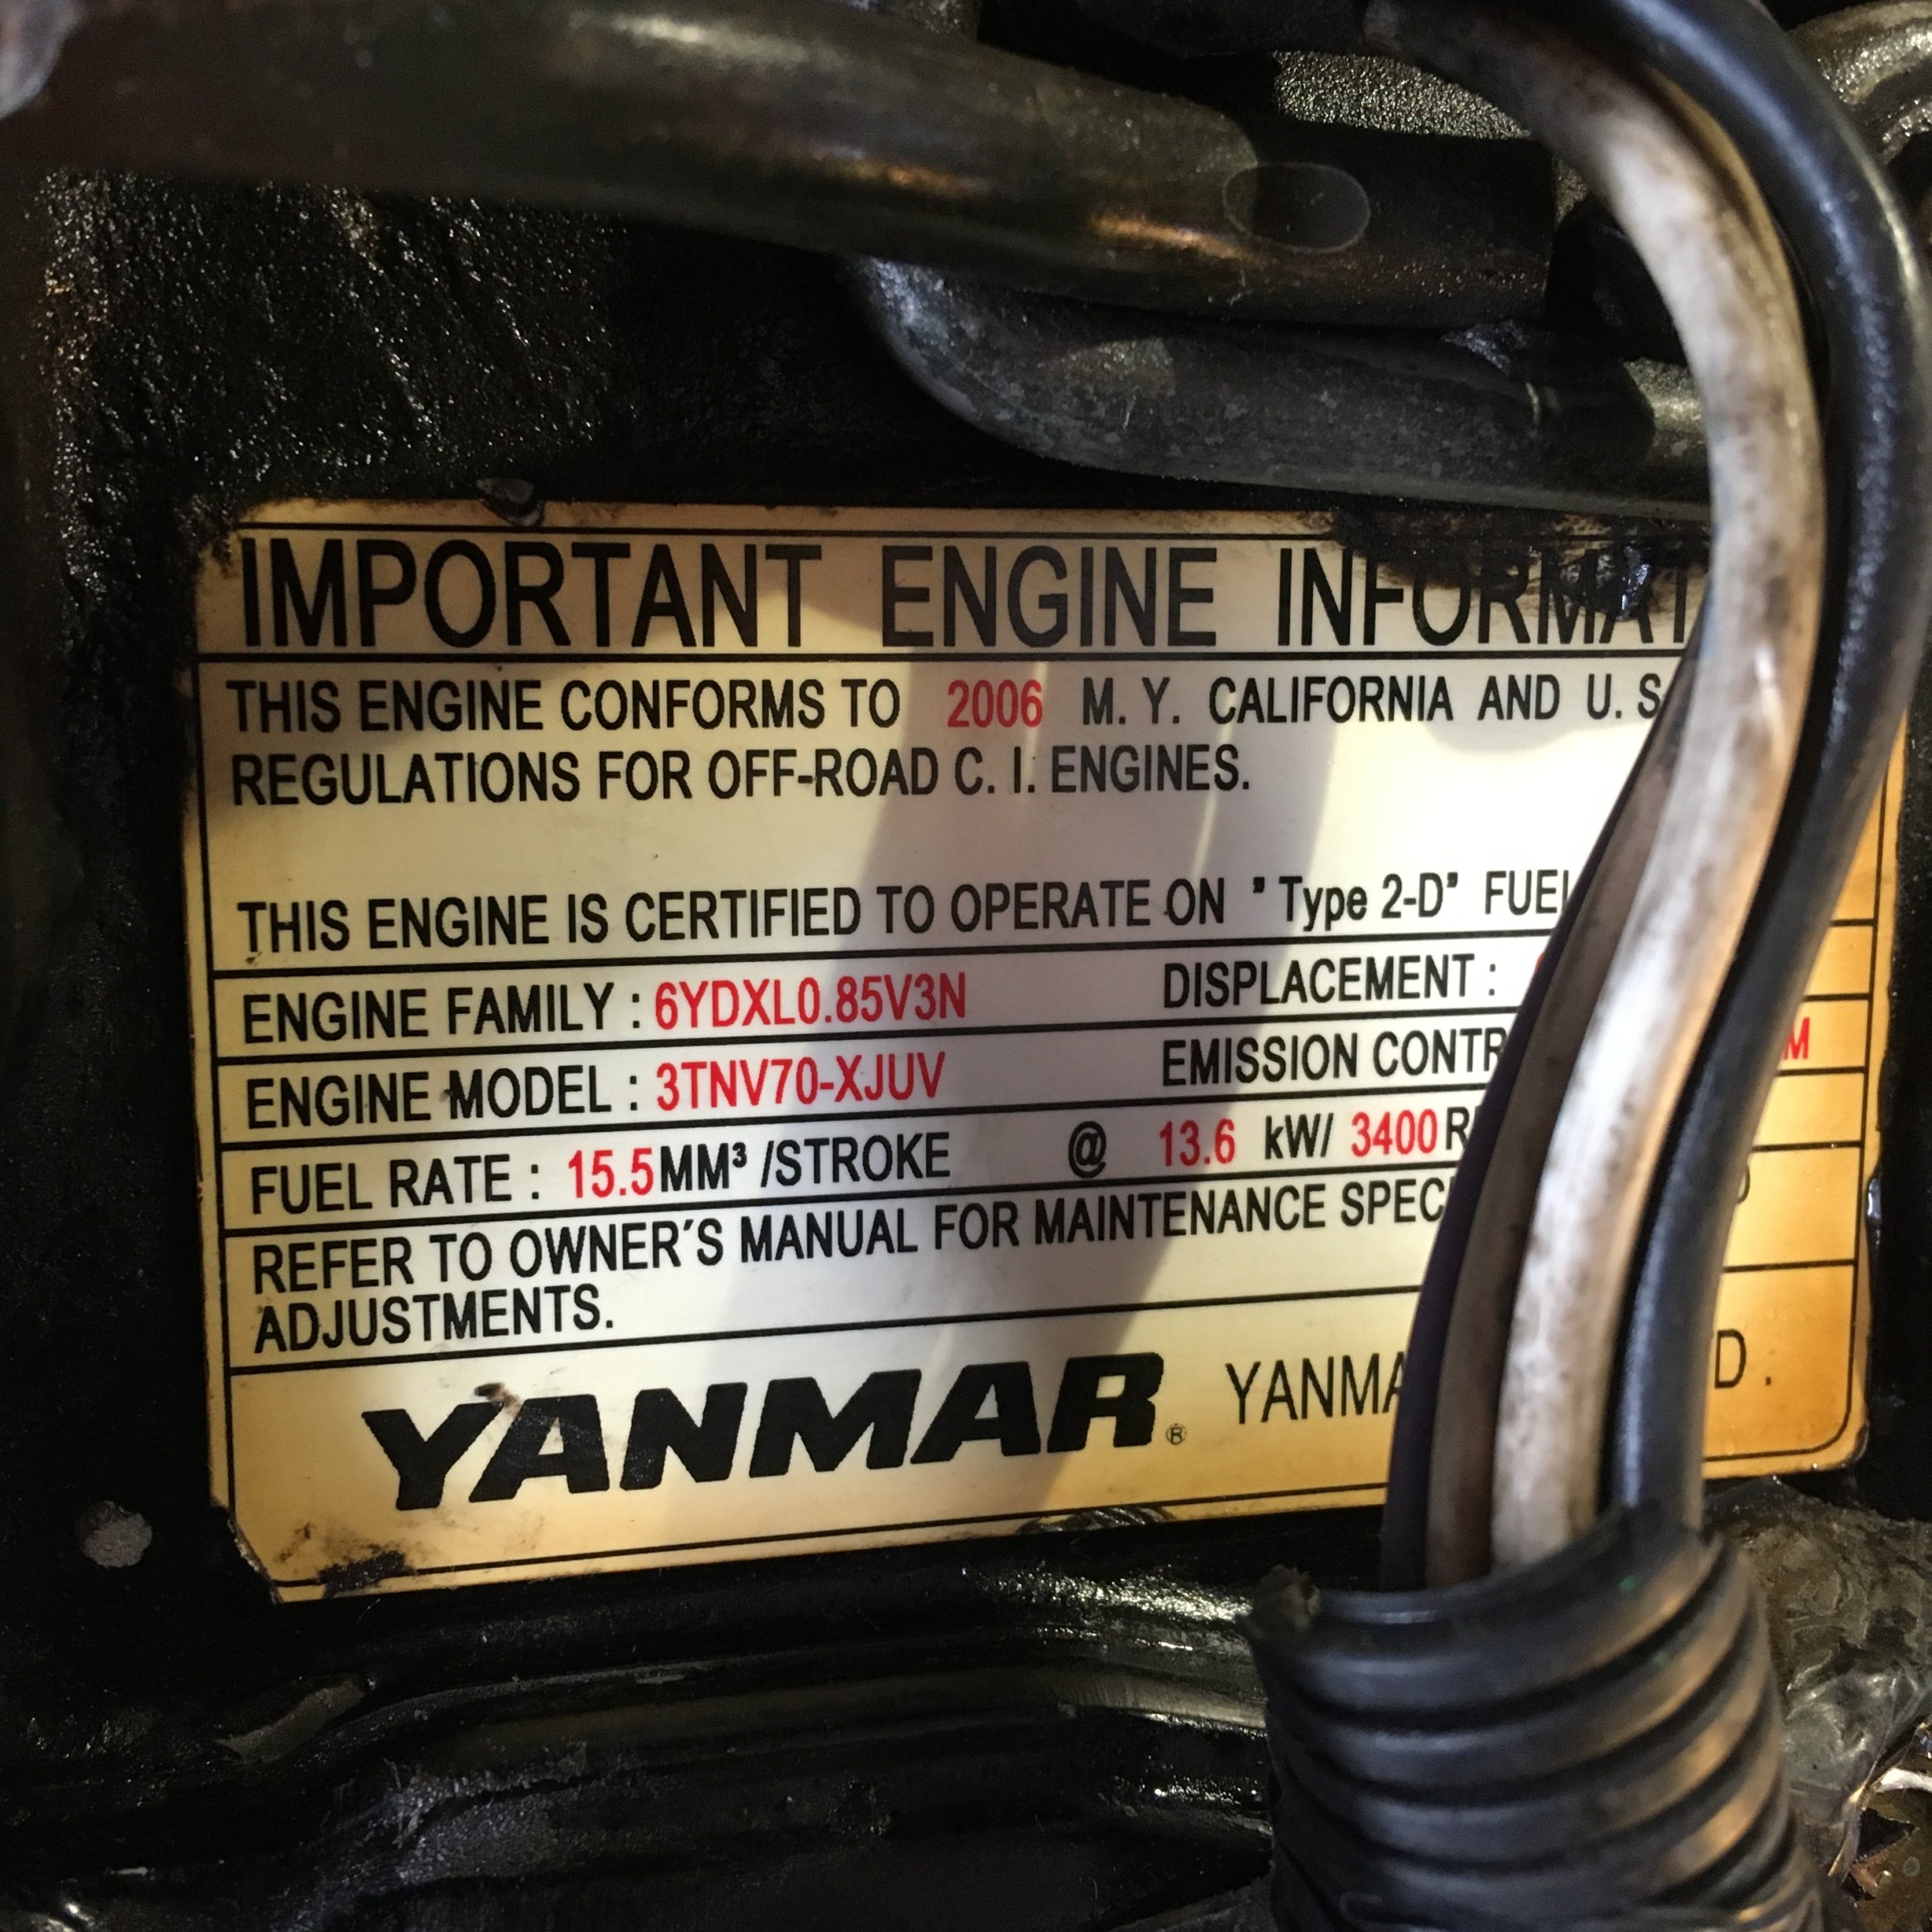 IMPORTANT ENGINE INFORMAT
THIS ENGINE CONFORMS TO 2006 M. Y. CALIFORNIA AND U. S
REGULATIONS FOR OFF-ROAD C. I. ENGINES.
THIS ENGINE IS CERTIFIED TO OPERATE ON "Type 2-D" FUEL
ENGINE FAMILY : 6YDXL0.85V3N DISPLACEMENT :
ENGINE MODEL : 3TNV70-XJUV EMISSION CONTR M
FUEL RATE : 15.5MM³ /STROKE @ 13.6 kW/ 3400R
REFER TO OWNER'S MANUAL FOR MAINTENANCE SPEC
ADJUSTMENTS.
YANMAR® YANMA D.